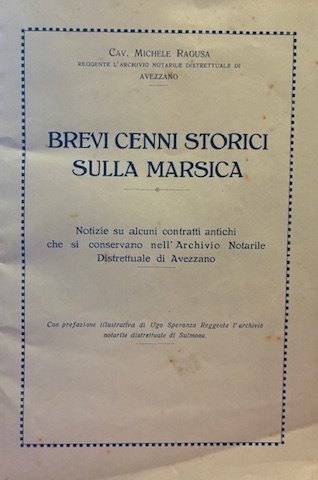 CAV. MICHELE RAGUSA
REGGENTE L'ARCHIVIO NOTARILE DISTRETTUALE DI
AVEZZANO
BREVI CENNI STORICI
SULLA MARSICA
Notizie su alcuni contratti antichi
che si conservano nell'Archivio Notarile
Distrettuale di Avezzano
Con prefazione illustrativa di Ugo Speranza Reggente l'archivio
notarile distrettuale di Sulmona.